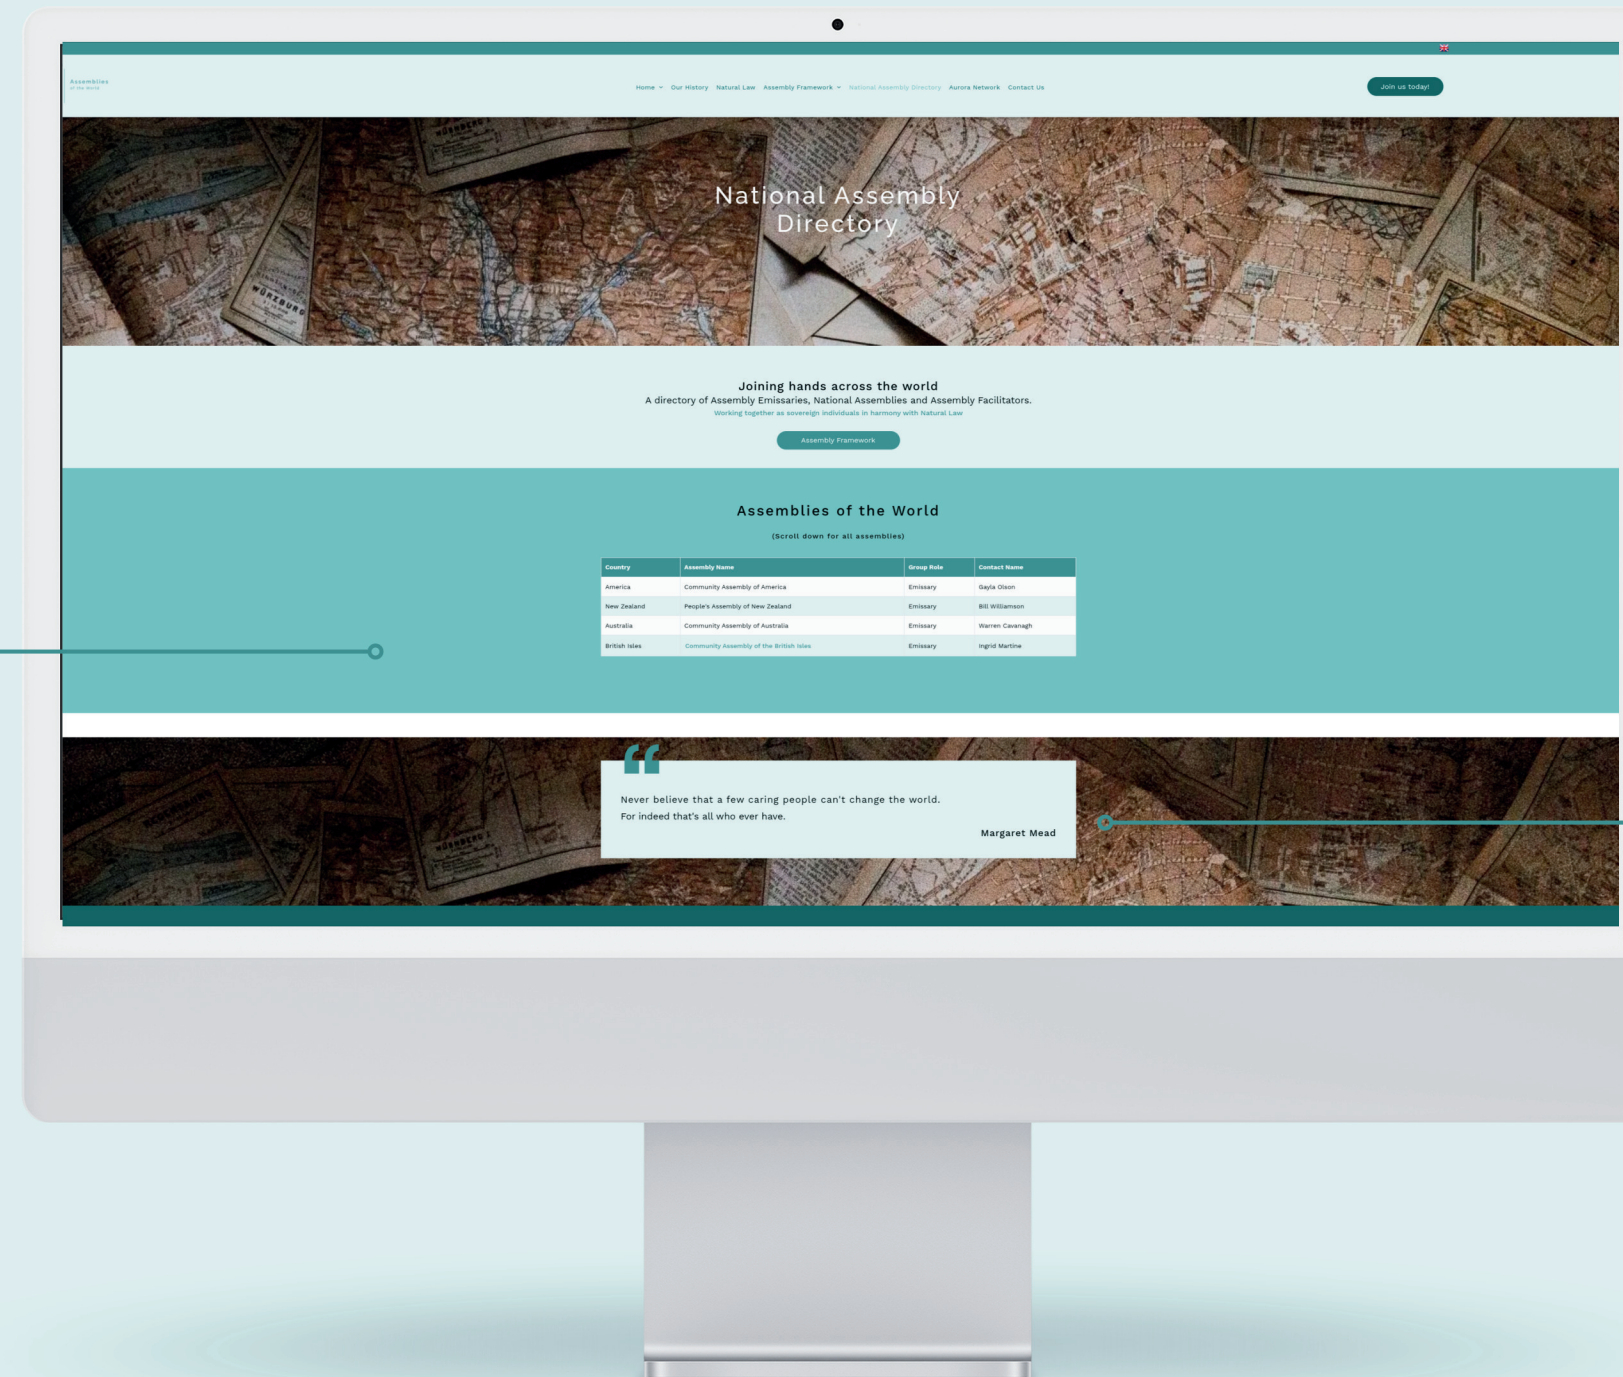 Assemblies
of the World
Home Our History Natural Law Assembly Framework National Assembly Directory Aurora Network Contact Us
Join us today!
National Assembly
Directory
WÜRZBURG
Joining hands across the world
A directory of Assembly Emissaries, National Assemblies and Assembly Facilitators.
Working together as sovereign individuals in harmony with Natural Law
Assembly Framework
Assemblies of the World
(Scroll down for all assemblies)
Country Assembly Name Group Role Contact Name
America Community Assembly of America Emissary Gayla Olson
New Zealand People's Assembly of New Zealand Emissary Bill Williamson
Australia Community Assembly of Australia Emissary Warren Cavanagh
British Isles Community Assembly of the British Isles Emissary Ingrid Martine
“
Never believe that a few caring people can't change the world.
For indeed that's all who ever have.
Margaret Mead